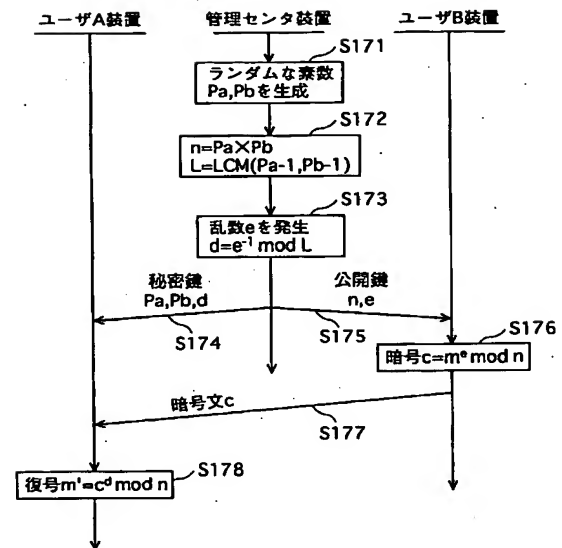 ユーザA装置
管理センタ装置
ユーザB装置
S171
ランダムな素数
Pa,Pbを生成
S172
n=Pa×Pb
L=LCM(Pa-1,Pb-1)
S173
乱数eを発生
d=e⁻¹ mod L
秘密鍵
Pa,Pb,d
公開鍵
n,e
S174
S175
S176
暗号c=mᵉ mod n
暗号文c
S177
S178
復号m'=cᵈ mod n